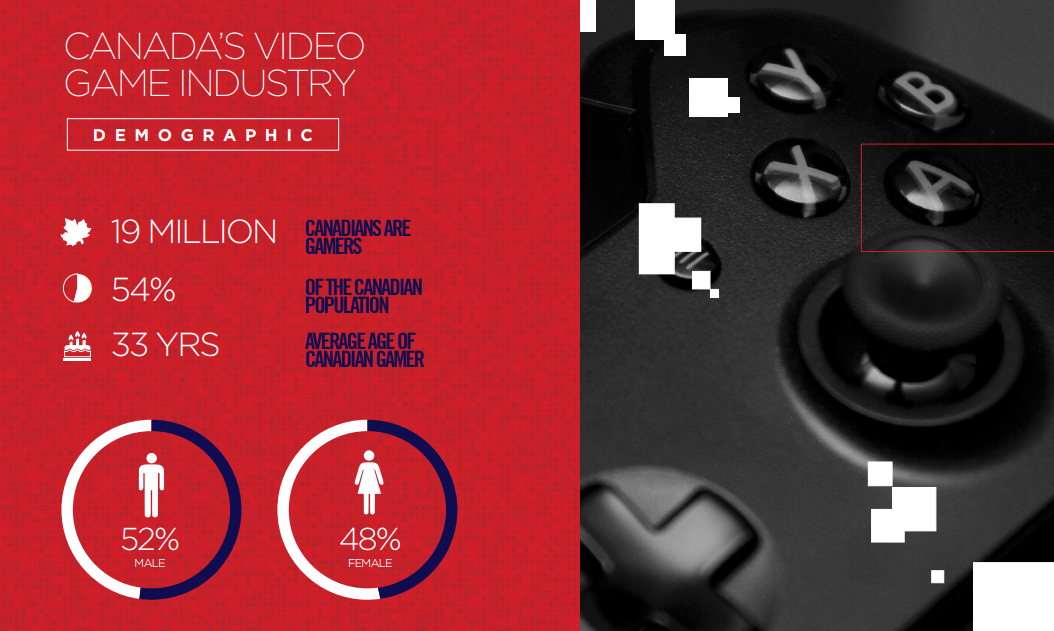 CANADA'S VIDEO
GAME INDUSTRY
DEMOGRAPHIC
19 MILLION
CANADIANS ARE
GAMERS
54%
OF THE CANADIAN
POPULATION
33 YRS
AVERAGE AGE OF
CANADIAN GAMER
52%
MALE
48%
FEMALE
Y
B
X
A